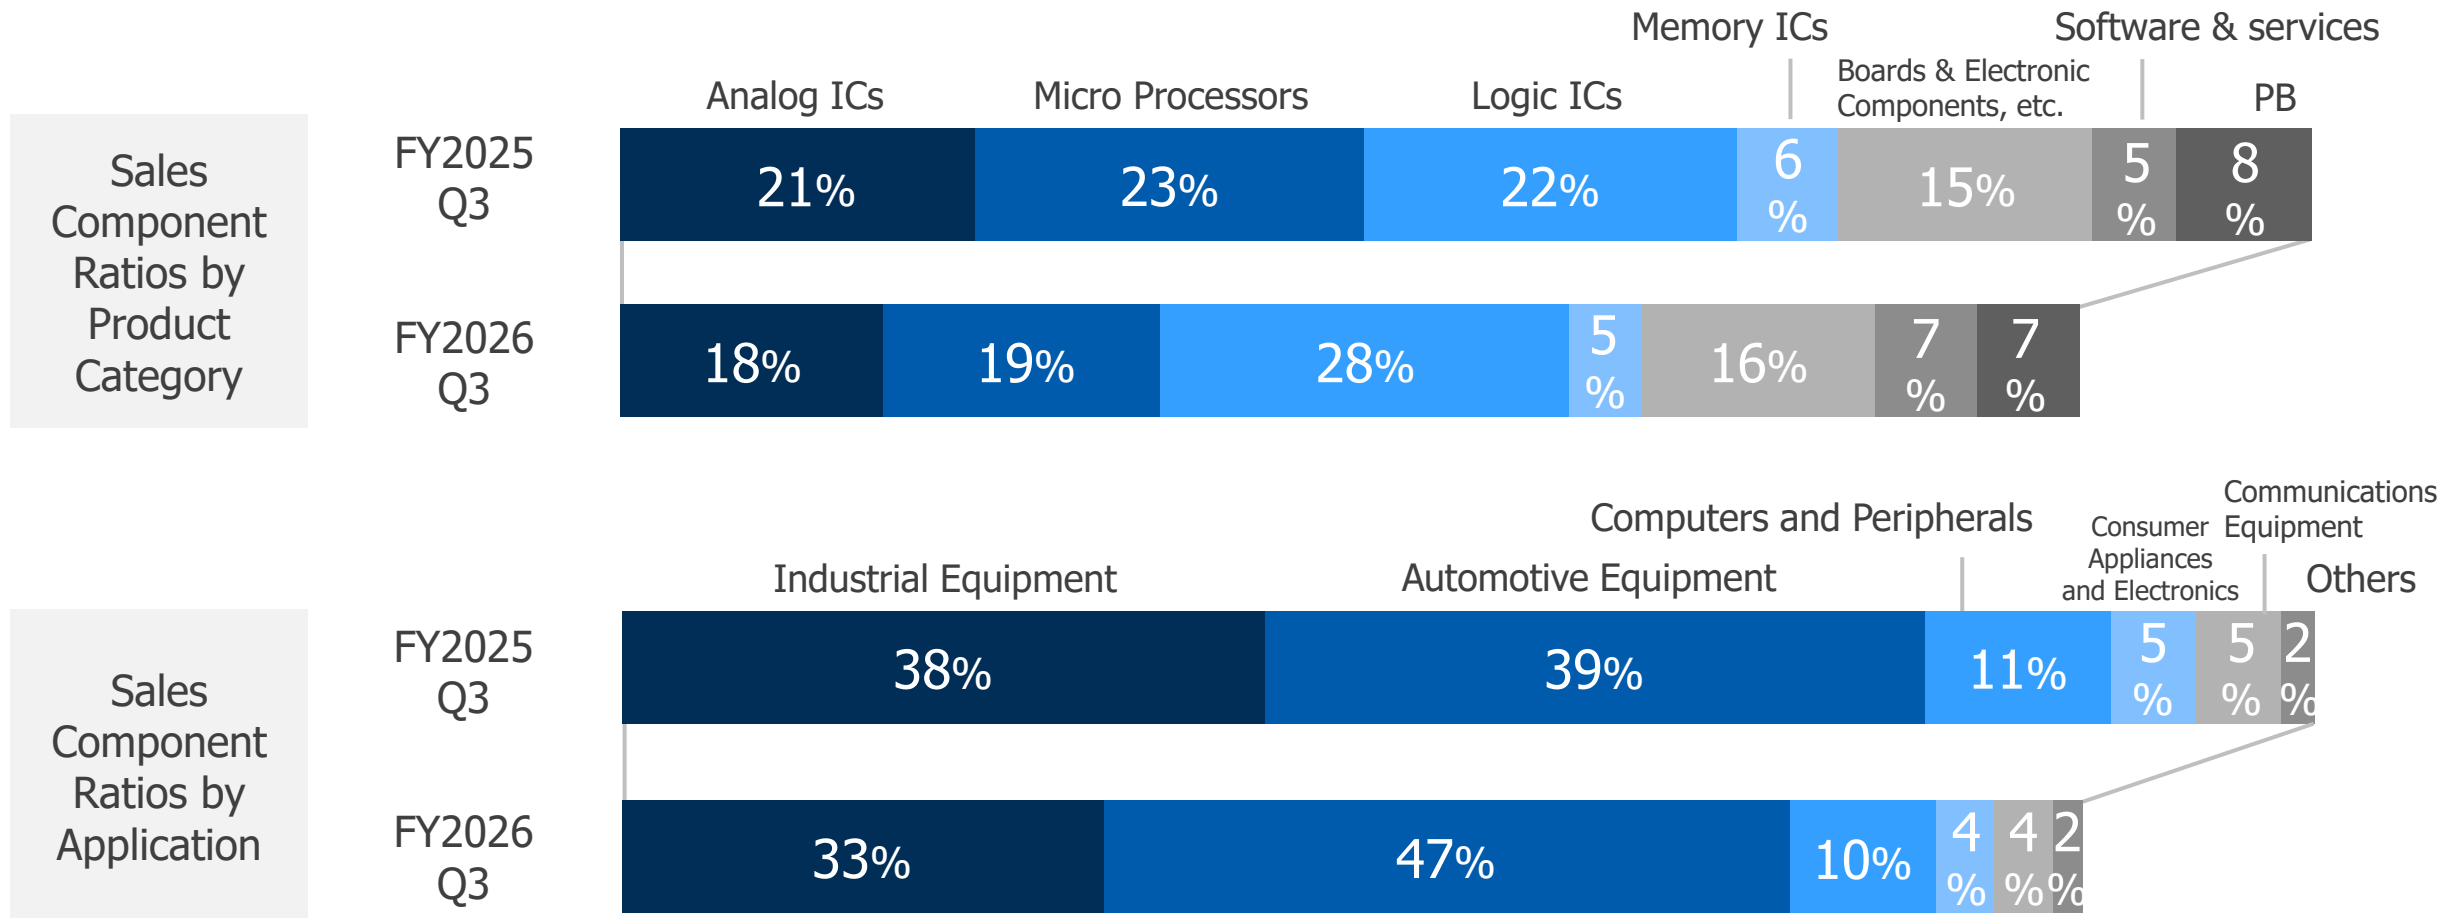 Memory ICs
Software & services
Analog ICs
Micro Processors
Logic ICs
Boards & Electronic
Components, etc.
PB
Sales
Component
Ratios by
Product
Category
FY2025
Q3
21%
23%
22%
6
%
15%
5
%
8
%
FY2026
Q3
18%
19%
28%
5
%
16%
7
%
7
%
Industrial Equipment
Automotive Equipment
Computers and Peripherals
Consumer
Appliances
and Electronics
Communications
Equipment
Others
Sales
Component
Ratios by
Application
FY2025
Q3
38%
39%
11%
5
%
5
%
2
%
FY2026
Q3
33%
47%
10%
4
%
4
%
2
%